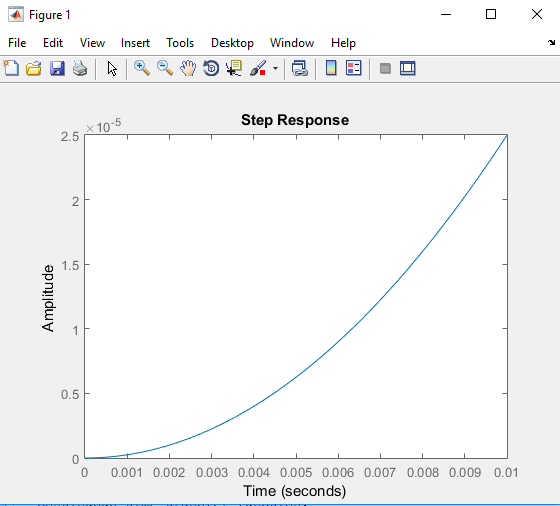 Figure 1
File Edit View Insert Tools Desktop Window Help
Step Response
×10-5
2.5
2
1.5
1
0.5
0
Amplitude
0 0.001 0.002 0.003 0.004 0.005 0.006 0.007 0.008 0.009 0.01
Time (seconds)